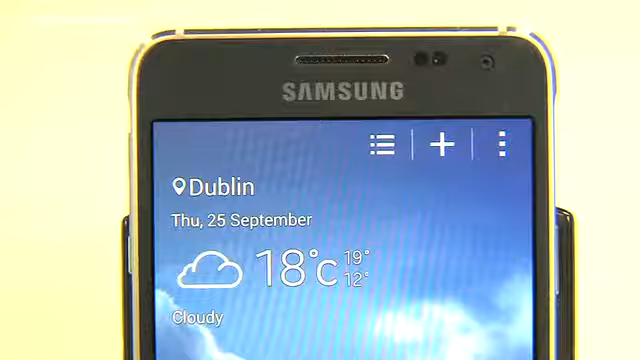 SAMSUNG
Dublin
Thu, 25 September
18°c
19°
12°
Cloudy